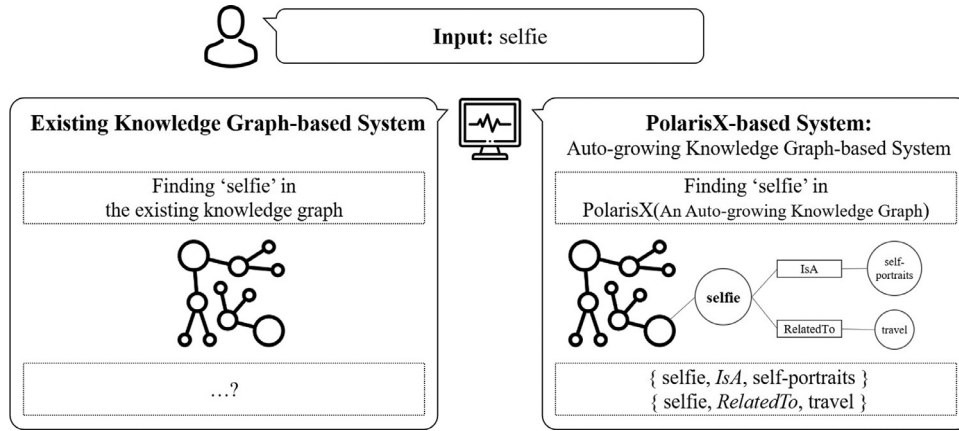 Input: selfie
Existing Knowledge Graph-based System
Finding ‘selfie’ in
the existing knowledge graph
...?
PolarisX-based System:
Auto-growing Knowledge Graph-based System
Finding ‘selfie’ in
PolarisX(An Auto-growing Knowledge Graph)
selfie
IsA
self-
portraits
RelatedTo
travel
{ selfie, IsA, self-portraits }
{ selfie, RelatedTo, travel }